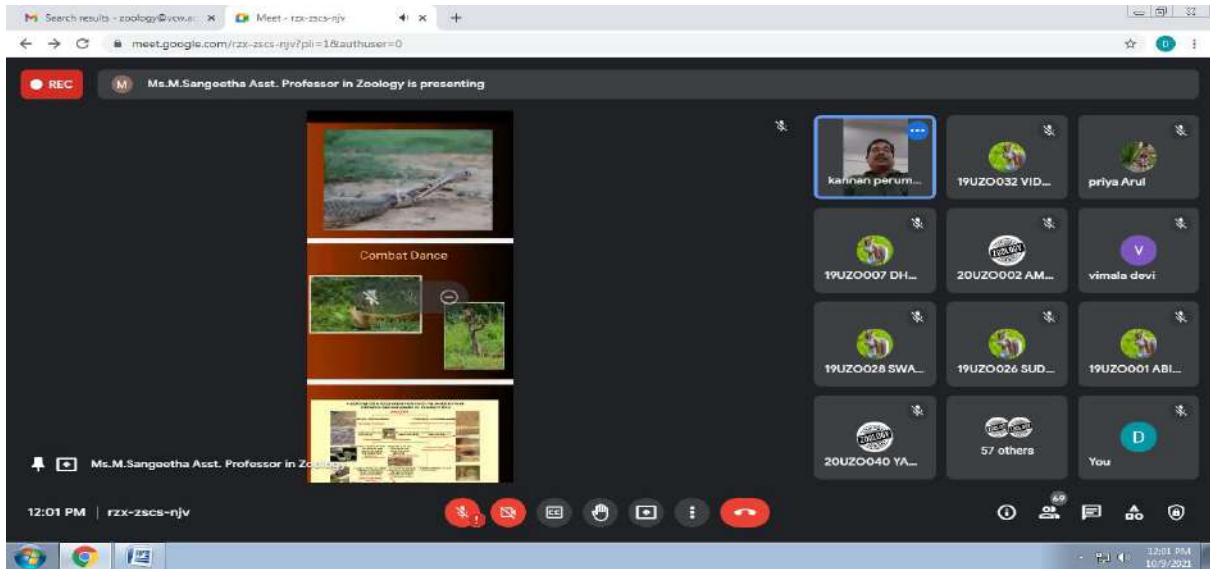 Search results - zoology@vcw.ac
Meet - rzx-zscs-njv
meet.google.com/rzx-zscs-njv?pli=1&authuser=0
D
REC
M
Ms.M.Sangeetha Asst. Professor in Zoology is presenting
Combat Dance
kannan perum...
19UZO032 VID...
priya Arul
19UZO007 DH...
20UZO002 AM...
V
vimala devi
19UZO028 SWA...
19UZO026 SUD...
19UZO001 ABI...
ZOOLOGY
20UZO040 YA...
57 others
D
You
Ms.M.Sangeetha Asst. Professor in Zoology
12:01 PM | rzx-zscs-njv
CC
69
12:01 PM
10/9/2021